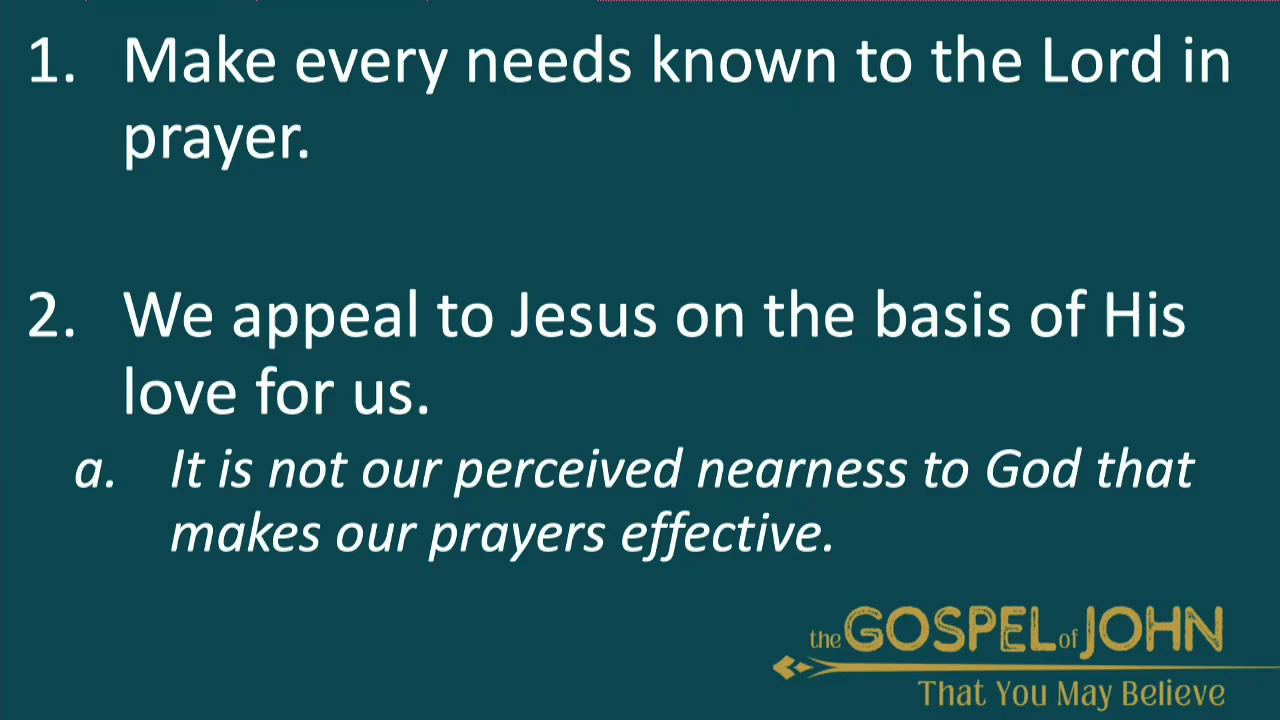 1. Make every needs known to the Lord in
prayer.
2. We appeal to Jesus on the basis of His
love for us.
a. It is not our perceived nearness to God that
makes our prayers effective.
the GOSPEL of JOHN
That You May Believe